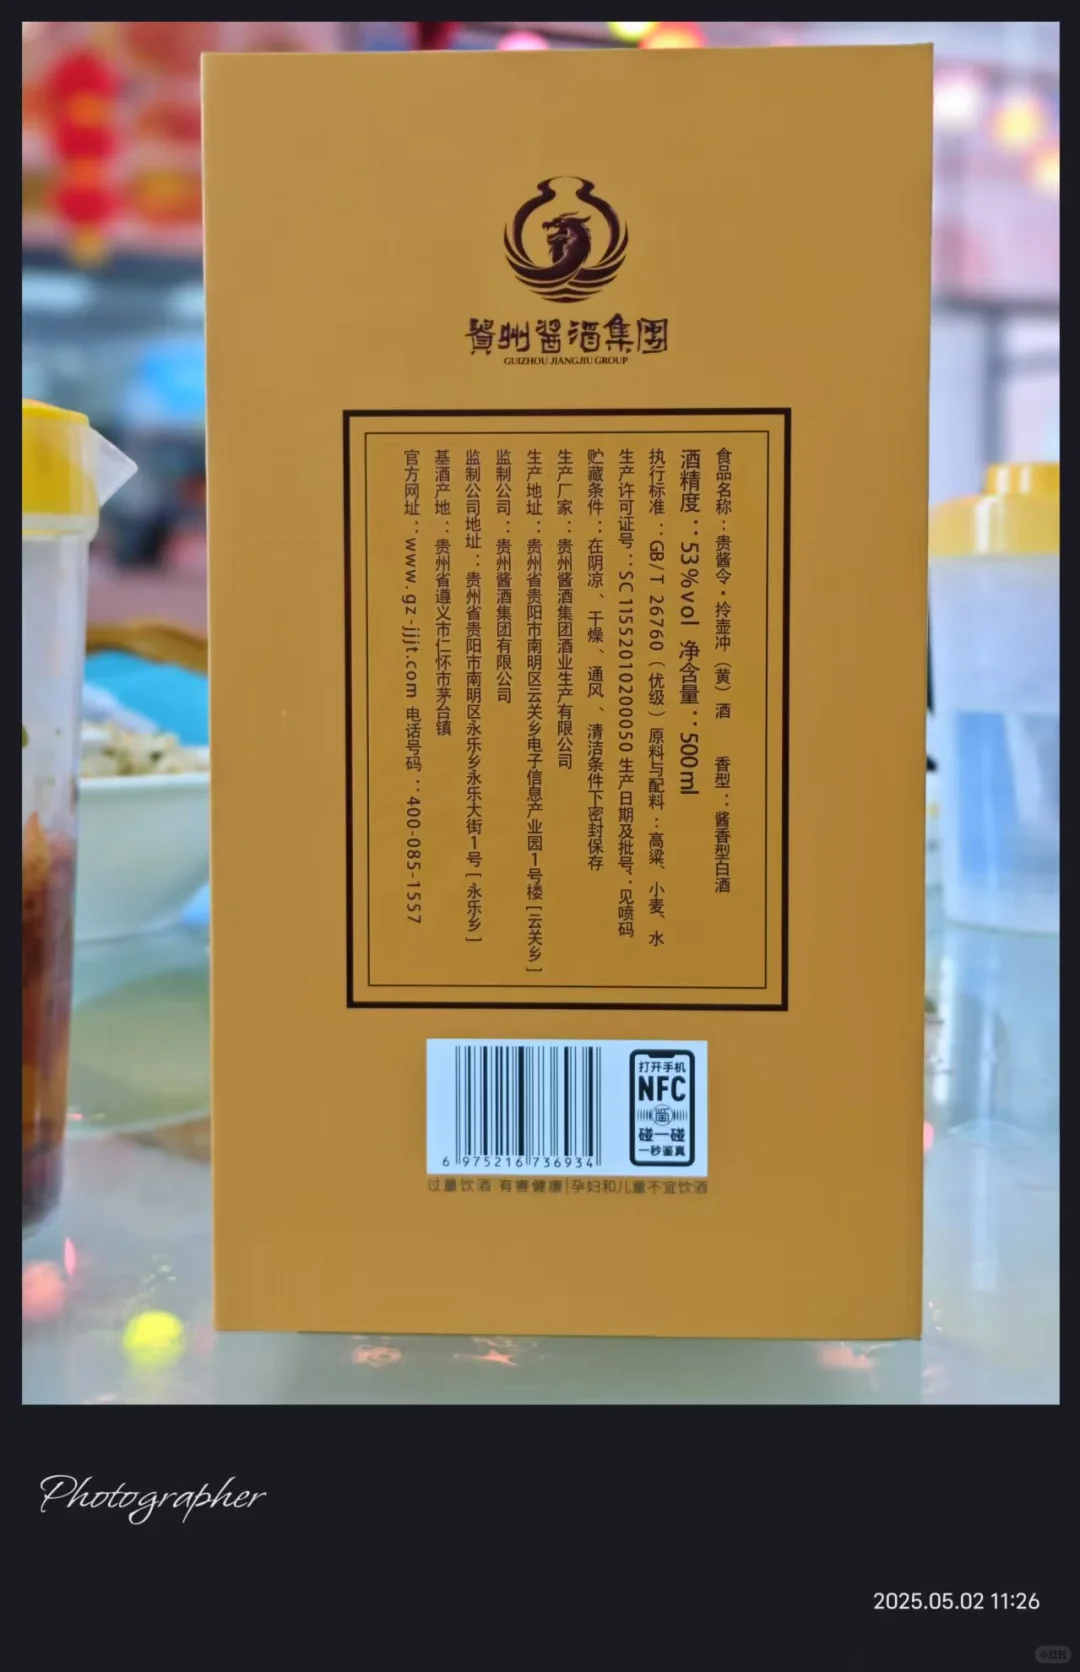 貴州酱酒集团
GUIZHOU JIANGJIU GROUP
食品名称：贵酱令·拎壶冲（黄）酒 香型：酱香型白酒
酒精度：53%vol 净含量：500ml
执行标准：GB/T 26760（优级）原料与配料：高粱、小麦、水
生产许可证号：SC11552010200050 生产日期及批号：见喷码
贮藏条件：在阴凉、干燥、通风、清洁条件下密封保存
生产厂家：贵州酱酒集团酒业生产有限公司
生产地址：贵州省贵阳市南明区云关乡电子信息产业园1号楼[云关乡]
监制公司：贵州酱酒集团有限公司
监制公司地址：贵州省贵阳市南明区永乐乡永乐大街1号[永乐乡]
基酒产地：贵州省遵义市仁怀市茅台镇
官方网址：www.gz-jjjt.com 电话号码：400-085-1557
打开手机
NFC
碰一碰
一秒鉴真
6 975216 736934
过量饮酒 有害健康|孕妇和儿童不宜饮酒
Photographer
2025.05.02 11:26
小红书